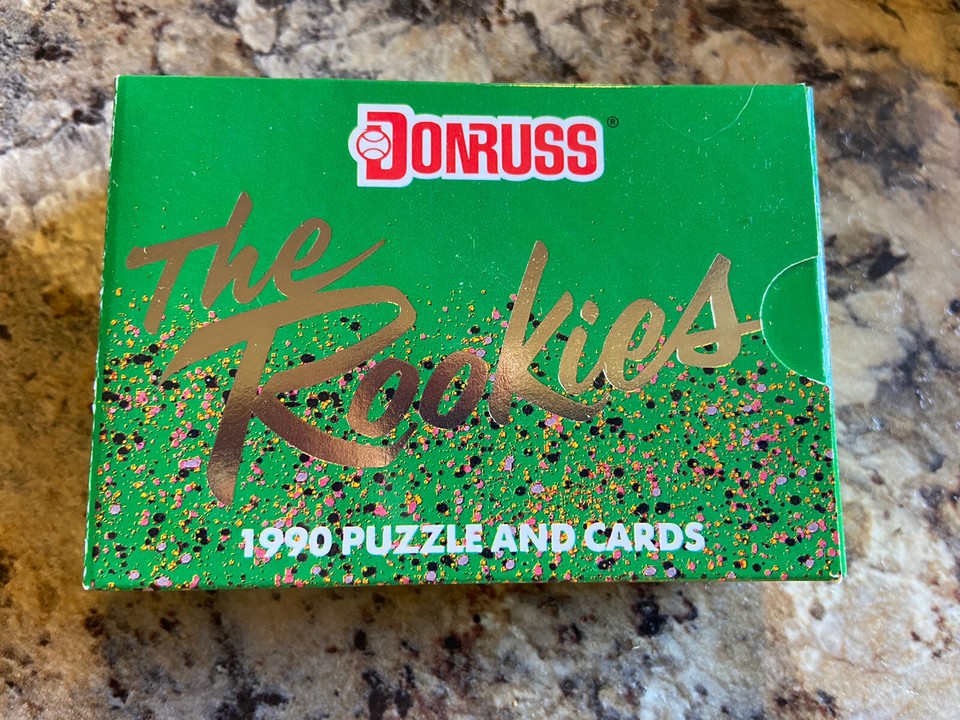 DONRUSS®
The
Rookies
1990 PUZZLE AND CARDS